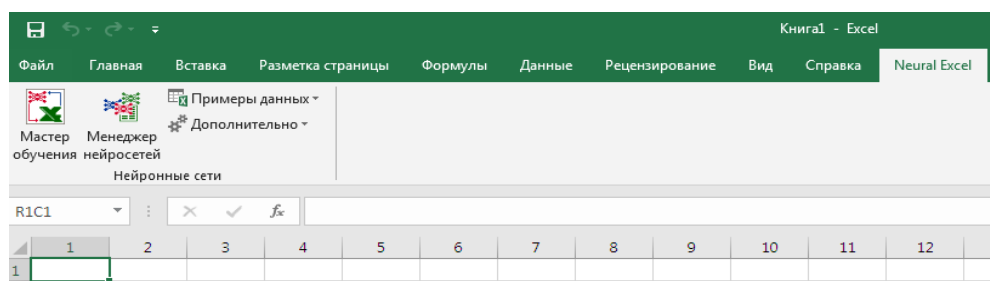 Книга1 - Excel
Файл Главная Вставка Разметка страницы Формулы Данные Рецензирование Вид Справка Neural Excel
Мастер обучения
Менеджер нейросетей
Примеры данных
Дополнительно
Нейронные сети
R1C1 fx
1 2 3 4 5 6 7 8 9 10 11 12
1